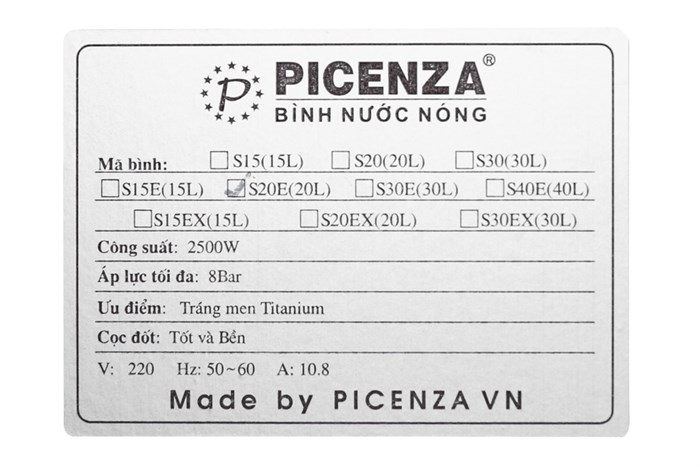 P PICENZA®
BÌNH NƯỚC NÓNG
Mã bình: S15(15L) S20(20L) S30(30L)
S15E(15L) S20E(20L) S30E(30L) S40E(40L)
S15EX(15L) S20EX(20L) S30EX(30L)
Công suất: 2500W
Áp lực tối đa: 8Bar
Ưu điểm: Tráng men Titanium
Cọc đốt: Tốt và Bền
V: 220 Hz: 50~60 A: 10.8
Made by PICENZA VN